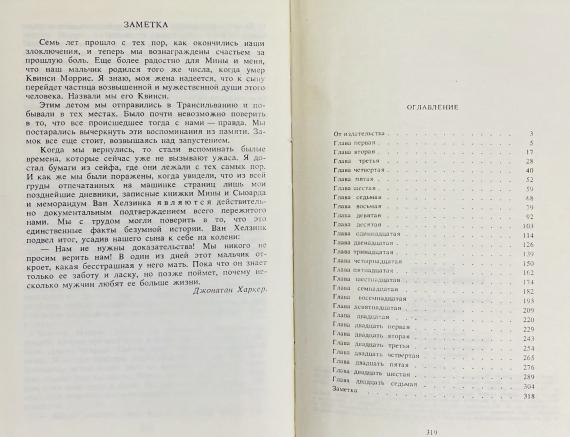 ЗАМЕТКА
Семь лет прошло с тех пор, как окончились наши
злоключения, и теперь мы вознаграждены счастьем за
прошлую боль. Еще более радостно для Мины и меня,
что наш мальчик родился того же числа, когда умер
Квинси Моррис. Я знаю, моя жена надеется, что к сыну
перейдет частица возвышенной и мужественной души этого
человека. Назвали мы его Квинси.
Этим летом мы отправились в Трансильванию и по-
бывали в тех местах. Было почти невозможно поверить
в то, что все происшедшее тогда с нами — правда. Мы
постарались вычеркнуть эти воспоминания из памяти. За-
мок все еще стоит, возвышаясь над запустением.
Когда мы вернулись, то стали вспоминать былые
времена, которые сейчас уже не вызывают ужаса. Я до-
стал бумаги из сейфа, где они лежали с тех самых пор.
И как же мы были поражены, когда увидели, что из всей
груды отпечатанных на машинке страниц лишь мои
позднейшие дневники, записные книжки Мины и Сьюарда
и меморандум Ван Хелзинка являются действитель-
но документальным подтверждением всего пережитого
нами. Мы с трудом могли поверить в то, что это
единственные факты безумной истории. Ван Хелзинк
подвел итог, усадив нашего сына к себе на колени:
— Нам не нужны доказательства! Мы никого не
просим верить нам! В один из дней этот мальчик от-
кроет, какая бесстрашная у него мать. Пока что он знает
только ее заботу и ласку, но позже поймет, почему не-
сколько мужчин любят ее больше жизни.
Джонатан Харкер.
ОГЛАВЛЕНИЕ
От издательства 3
Глава первая 5
Глава вторая 17
Глава третья 28
Глава четвертая 40
Глава пятая 52
Глава шестая 59
Глава седьмая 68
Глава восьмая 79
Глава девятая 92
Глава десятая 103
Глава одиннадцатая 114
Глава двенадцатая 126
Глава тринадцатая 139
Глава четырнадцатая 150
Глава пятнадцатая 162
Глава шестнадцатая 174
Глава семнадцатая 182
Глава восемнадцатая 193
Глава девятнадцатая 209
Глава двадцатая 220
Глава двадцать первая 229
Глава двадцать вторая 243
Глава двадцать третья 254
Глава двадцать четвертая 265
Глава двадцать пятая 276
Глава двадцать шестая 289
Глава двадцать седьмая 304
Заметка 318
319